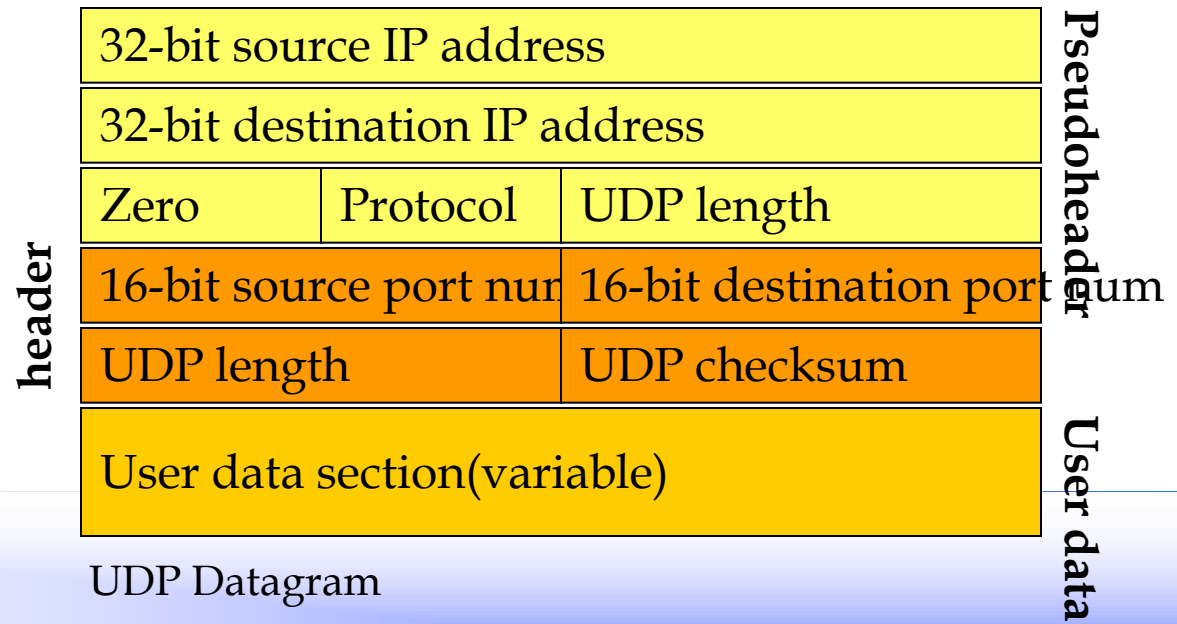 32-bit source IP address
32-bit destination IP address
Zero
Protocol
UDP length
16-bit source port num
16-bit destination port num
UDP length
UDP checksum
User data section(variable)
UDP Datagram
header
Pseudoheader
User data